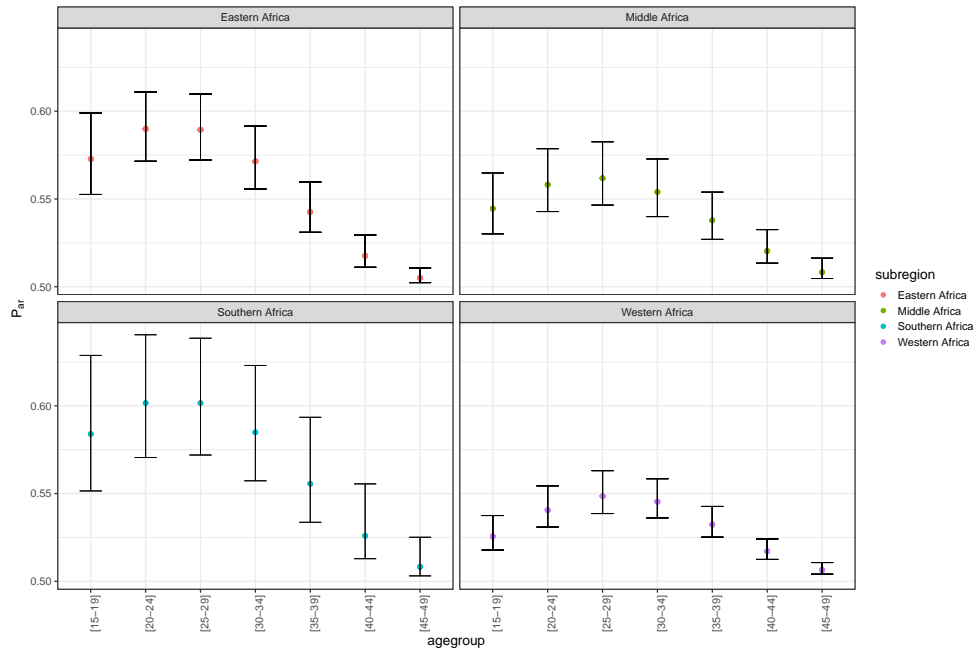 Eastern Africa
Middle Africa
0.60
0.55
0.50
Southern Africa
Western Africa
0.60
0.55
0.50
P_ar
[15−19]
[20−24]
[25−29]
[30−34]
[35−39]
[40−44]
[45−49]
[15−19]
[20−24]
[25−29]
[30−34]
[35−39]
[40−44]
[45−49]
agegroup
subregion
Eastern Africa
Middle Africa
Southern Africa
Western Africa